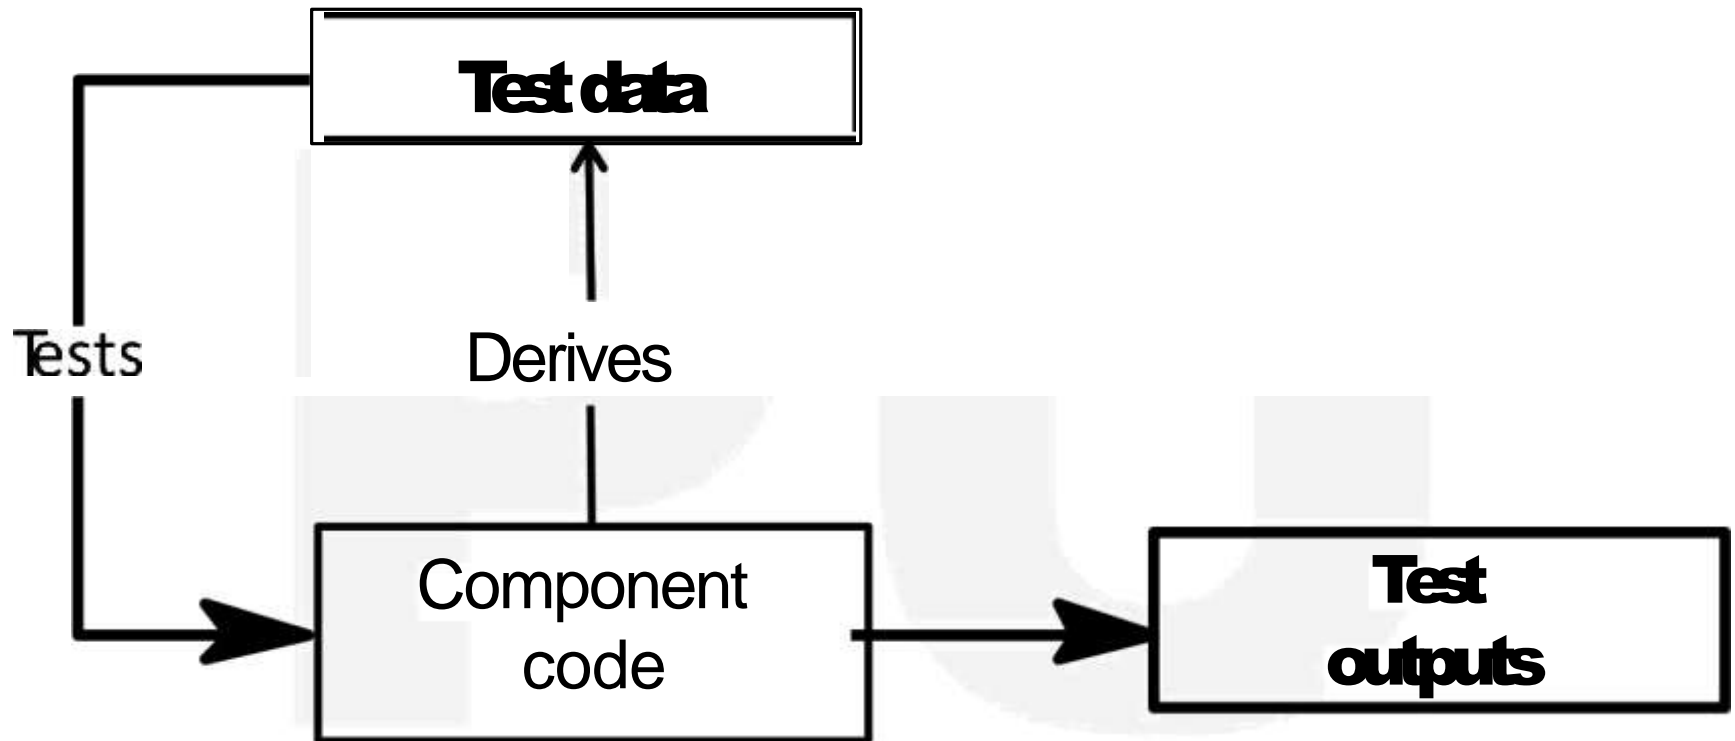 Test data
Tests
Derives
Component
code
Test
outputs